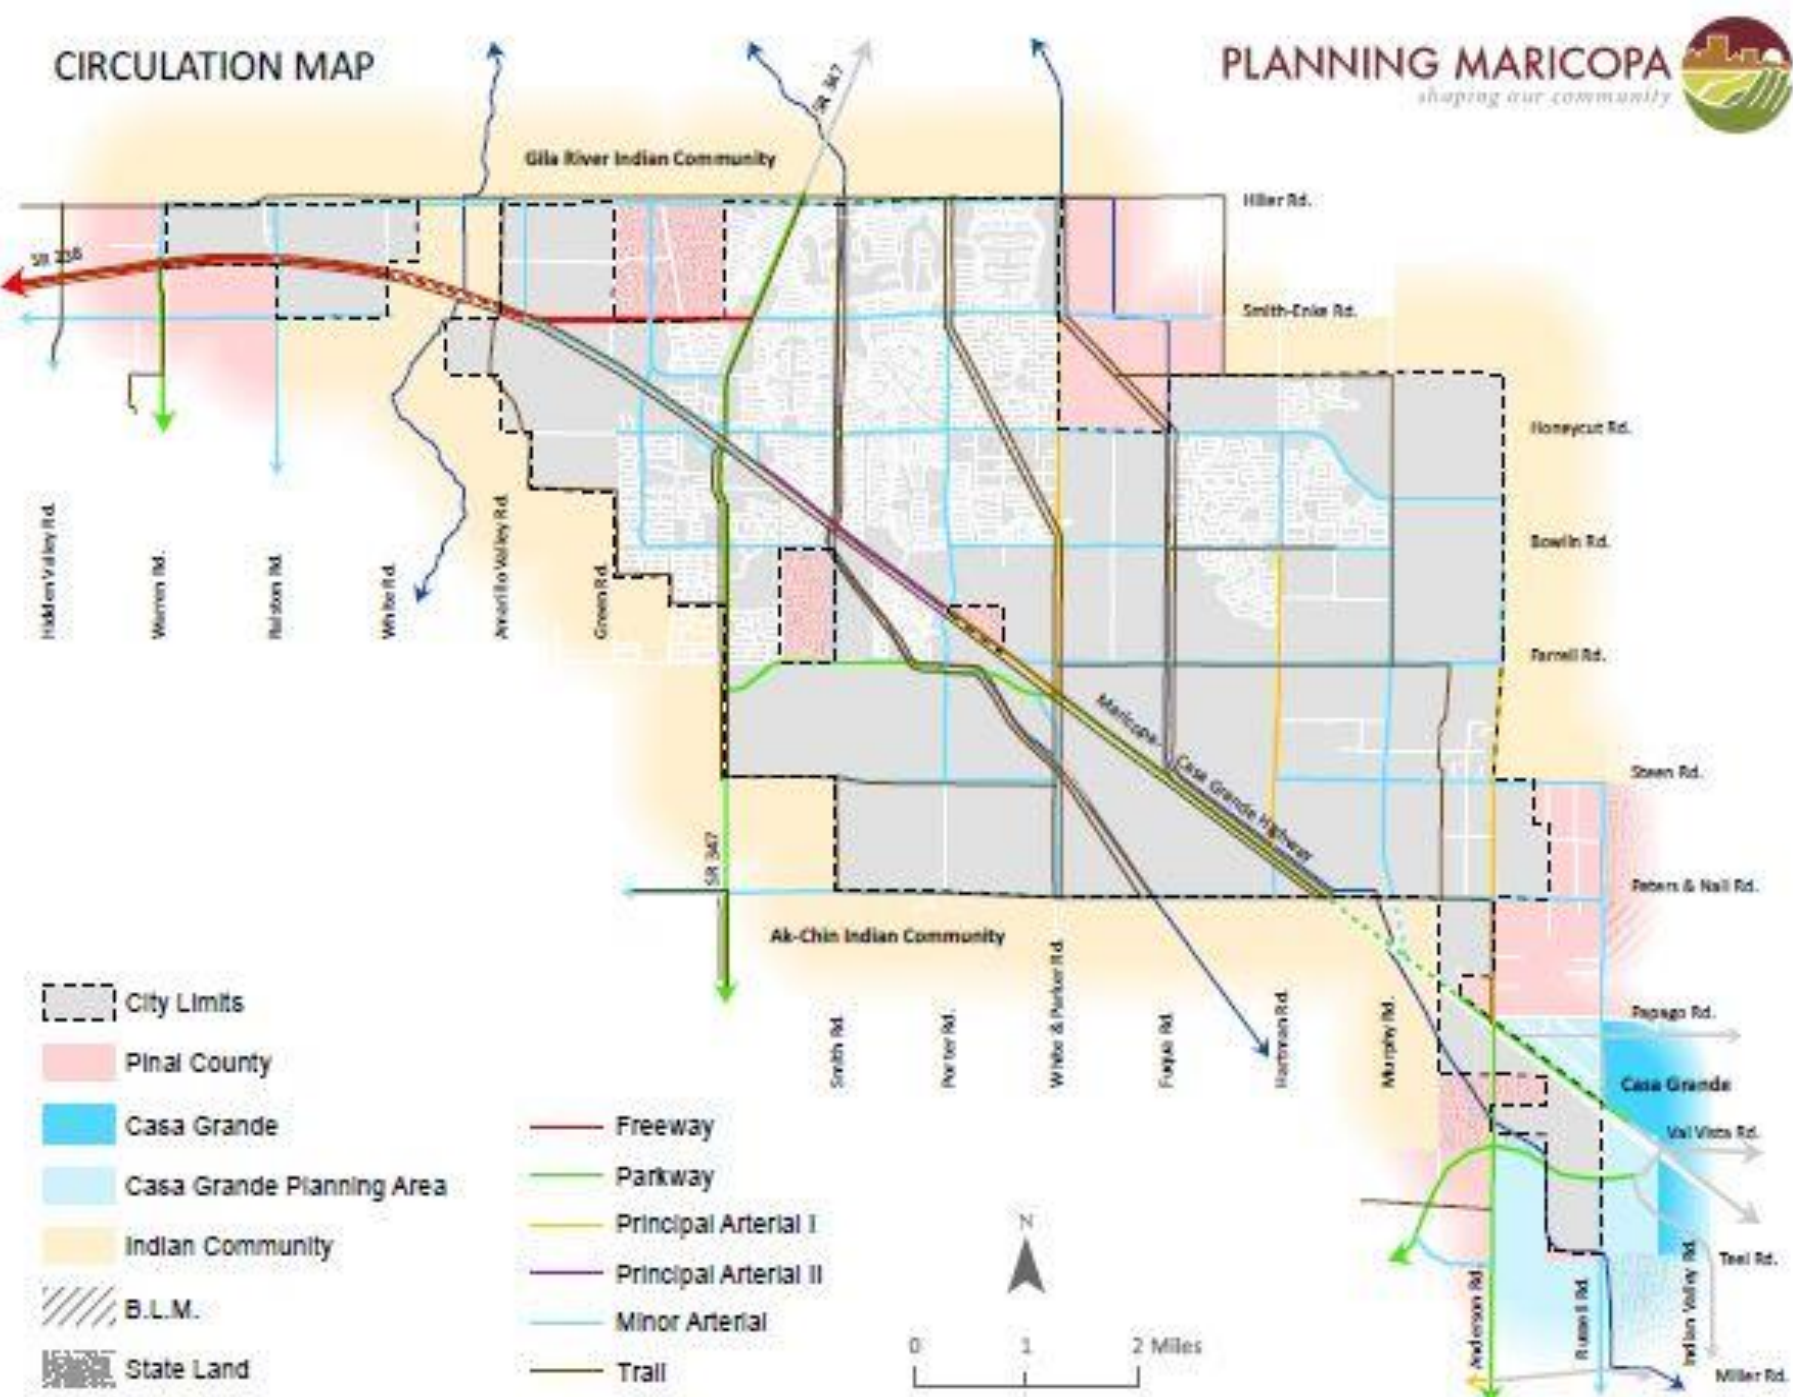 CIRCULATION MAP
PLANNING MARICOPA
shaping our community
SR 347
Gila River Indian Community
Hiller Rd.
SR 238
Smith-Enke Rd.
Honeycut Rd.
Bowlin Rd.
Farrell Rd.
Hidden Valley Rd.
Warren Rd.
Ralston Rd.
White Rd.
Amarillo Valley Rd.
Green Rd.
Maricopa - Casa Grande Highway
Steen Rd.
SR 347
Peters & Nall Rd.
Ak-Chin Indian Community
Smith Rd.
Porter Rd.
White & Parker Rd.
Fuqua Rd.
Hartman Rd.
Murphy Rd.
Papago Rd.
Casa Grande
Val Vista Rd.
Teel Rd.
Anderson Rd.
Russell Rd.
Indian Valley Rd.
Miller Rd.
City Limits
Pinal County
Casa Grande
Casa Grande Planning Area
Indian Community
B.L.M.
State Land
Freeway
Parkway
Principal Arterial I
Principal Arterial II
Minor Arterial
Trail
N
0 1 2 Miles